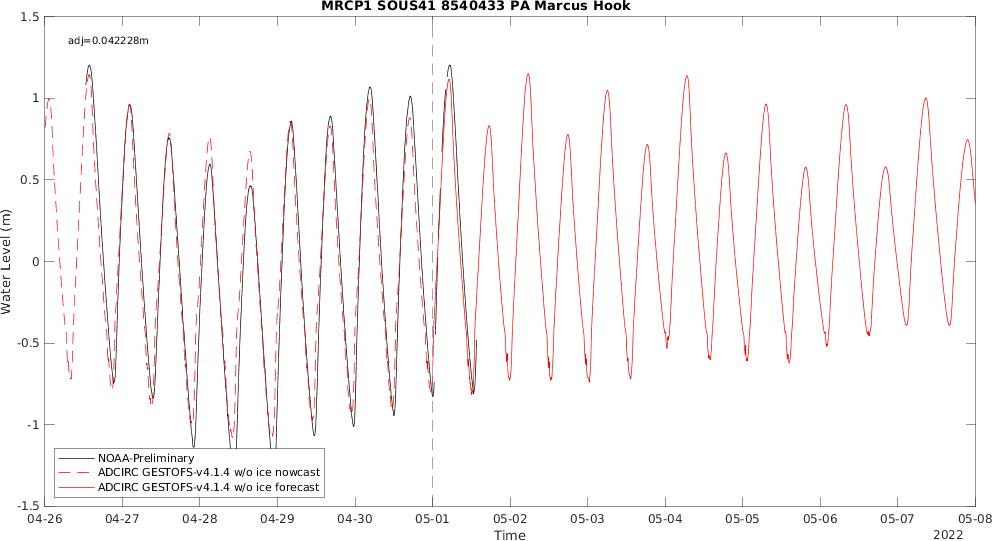 MRCP1 SOUS41 8540433 PA Marcus Hook
adj=0.042228m
Water Level (m)
1.5
1
0.5
0
-0.5
-1
-1.5
NOAA-Preliminary
ADCIRC GESTOFS-v4.1.4 w/o ice nowcast
ADCIRC GESTOFS-v4.1.4 w/o ice forecast
04-26 04-27 04-28 04-29 04-30 05-01 05-02 05-03 05-04 05-05 05-06 05-07 05-08
Time
2022